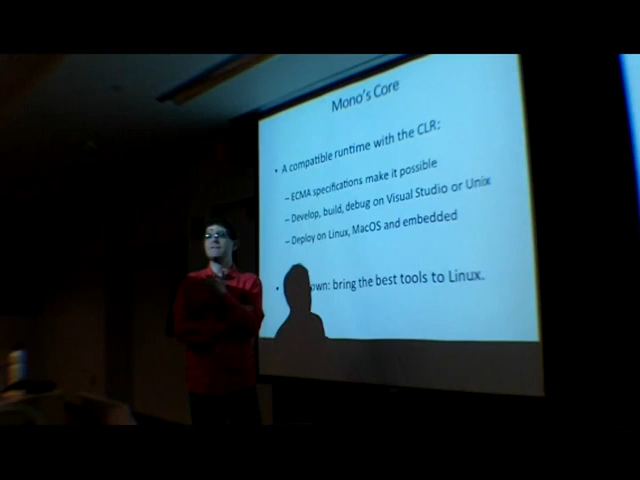 Mono's Core
• A compatible runtime with the CLR:
– ECMA specifications make it possible
– Develop, build, debug on Visual Studio or Unix
– Deploy on Linux, MacOS and embedded
• own: bring the best tools to Linux.